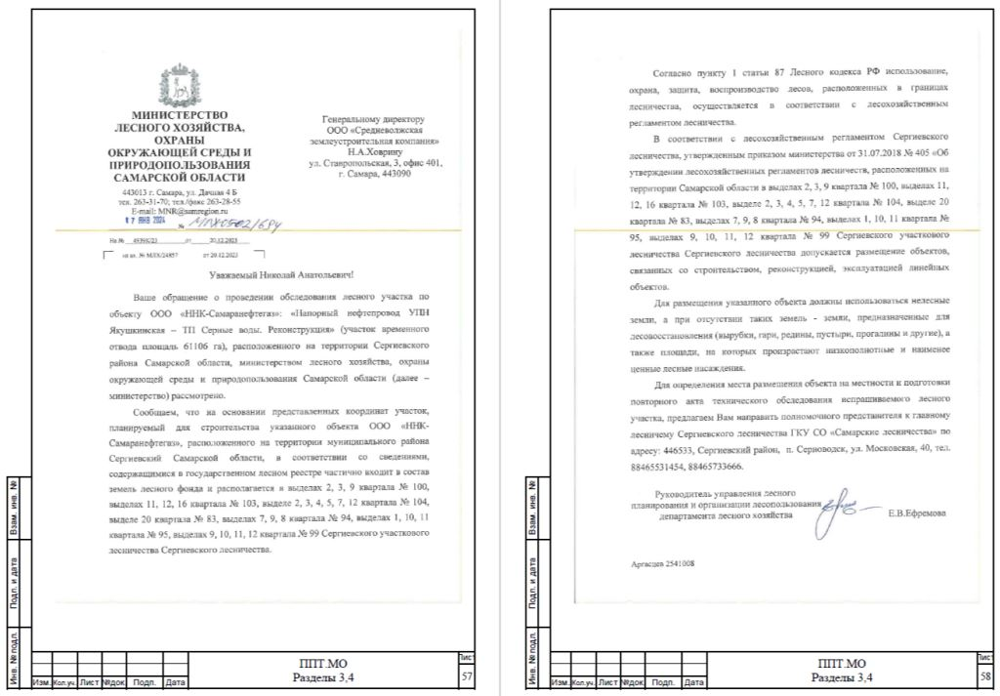 МИНИСТЕРСТВО
ЛЕСНОГО ХОЗЯЙСТВА,
ОХРАНЫ
ОКРУЖАЮЩЕЙ СРЕДЫ И
ПРИРОДОПОЛЬЗОВАНИЯ
САМАРСКОЙ ОБЛАСТИ
443013 г. Самара, ул. Дачная 4 Б
тел. 263-31-70; тел./факс 263-28-55
E-mail: MNR@samregion.ru
17 ЯНВ 2024 №
На № 49398/23 от 20.12.2023
на вх. № МЛХ/24857 от 20.12.2023
Генеральному директору
ООО «Средневолжская
землеустроительная компания»
Н.А.Ховрину
ул. Ставропольская, 3, офис 401,
г. Самара, 443090
Уважаемый Николай Анатольевич!
Ваше обращение о проведении обследования лесного участка по
объекту ООО «ННК-Самаранефтегаз»: «Напорный нефтепровод УПН
Якушкинская – ТП Серные воды. Реконструкция» (участок временного
отвода площадь 61106 га), расположенного на территории Сергиевского
района Самарской области, министерством лесного хозяйства, охраны
окружающей среды и природопользования Самарской области (далее –
министерство) рассмотрено.
Сообщаем, что на основании представленных координат участок,
планируемый для строительства указанного объекта ООО «ННК-
Самаранефтегаз», расположенного на территории муниципального района
Сергиевский Самарской области, в соответствии со сведениями,
содержащимися в государственном лесном реестре частично входит в состав
земель лесного фонда и располагается в выделах 2, 3, 9 квартала № 100,
выделах 11, 12, 16 квартала № 103, выделе 2, 3, 4, 5, 7, 12 квартала № 104,
выделе 20 квартала № 83, выделах 7, 9, 8 квартала № 94, выделах 1, 10, 11
квартала № 95, выделах 9, 10, 11, 12 квартала № 99 Сергиевского участкового
лесничества Сергиевского лесничества.
Взам. инв. №
Подп. и дата
Инв. № подл.
Изм. Кол.уч. Лист №док. Подп. Дата
ППТ.МО
Разделы 3,4
Лист
57
Согласно пункту 1 статьи 87 Лесного кодекса РФ использование,
охрана, защита, воспроизводство лесов, расположенных в границах
лесничества, осуществляется в соответствии с лесохозяйственным
регламентом лесничества.
В соответствии с лесохозяйственным регламентом Сергиевского
лесничества, утвержденным приказом министерства от 31.07.2018 № 405 «Об
утверждении лесохозяйственных регламентов лесничеств, расположенных на
территории Самарской области в выделах 2, 3, 9 квартала № 100, выделах 11,
12, 16 квартала № 103, выделе 2, 3, 4, 5, 7, 12 квартала № 104, выделе 20
квартала № 83, выделах 7, 9, 8 квартала № 94, выделах 1, 10, 11 квартала №
95, выделах 9, 10, 11, 12 квартала № 99 Сергиевского участкового
лесничества Сергиевского лесничества допускается размещение объектов,
связанных со строительством, реконструкцией, эксплуатацией линейных
объектов.
Для размещения указанного объекта должны использоваться нелесные
земли, а при отсутствии таких земель - земли, предназначенные для
лесовосстановления (вырубки, гари, редины, пустыри, прогалины и другие), а
также площади, на которых произрастают низкополнотные и наименее
ценные лесные насаждения.
Для определения места размещения объекта на местности и подготовки
повторного акта технического обследования испрашиваемого лесного
участка, предлагаем Вам направить полномочного представителя к главному
лесничему Сергиевского лесничества ГКУ СО «Самарские лесничества» по
адресу: 446533, Сергиевский район, п. Серноводск, ул. Московская, 40, тел.
88465531454, 88465733666.
Руководитель управления лесного
планирования и организации лесопользования
департамента лесного хозяйства
Е.В.Ефремова
Аргасцев 2541008
Взам. инв. №
Подп. и дата
Инв. № подл.
Изм. Кол.уч. Лист №док. Подп. Дата
ППТ.МО
Разделы 3,4
Лист
58